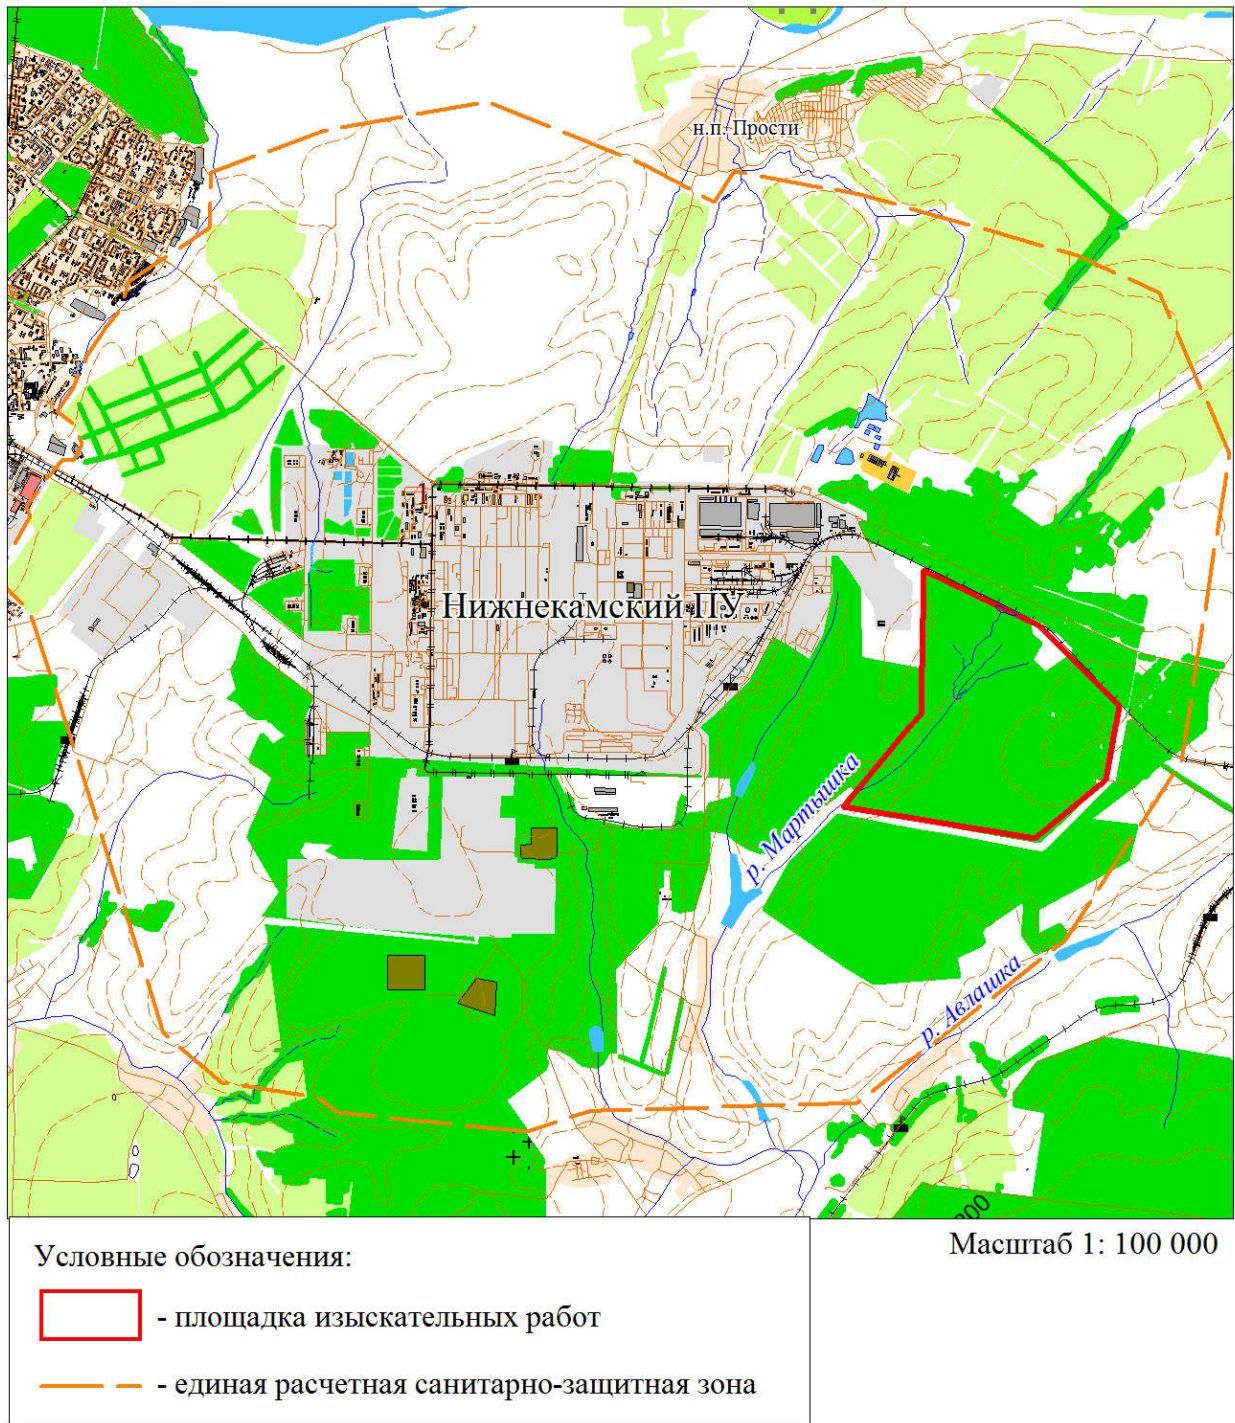 н.п. Прости
Нижнекамский ПУ
р. Мартышка
р. Авлашка
Масштаб 1: 100 000
Условные обозначения:
- площадка изыскательных работ
- единая расчетная санитарно-защитная зона